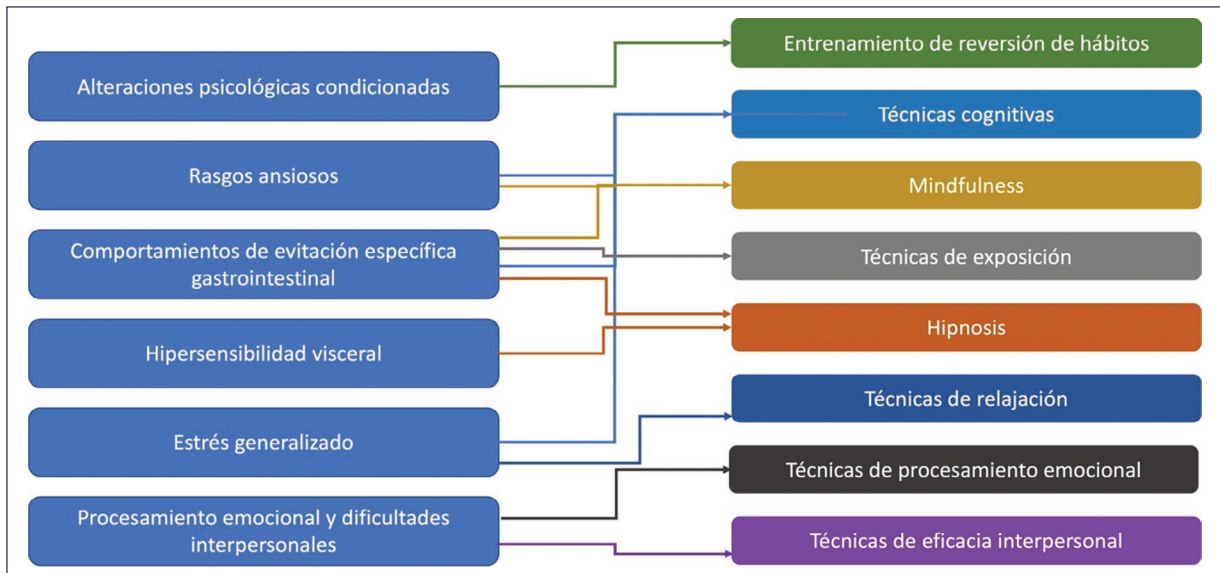 Alteraciones psicológicas condicionadas
Rasgos ansiosos
Comportamientos de evitación específica
gastrointestinal
Hipersensibilidad visceral
Estrés generalizado
Procesamiento emocional y dificultades
interpersonales
Entrenamiento de reversión de hábitos
Técnicas cognitivas
Mindfulness
Técnicas de exposición
Hipnosis
Técnicas de relajación
Técnicas de procesamiento emocional
Técnicas de eficacia interpersonal